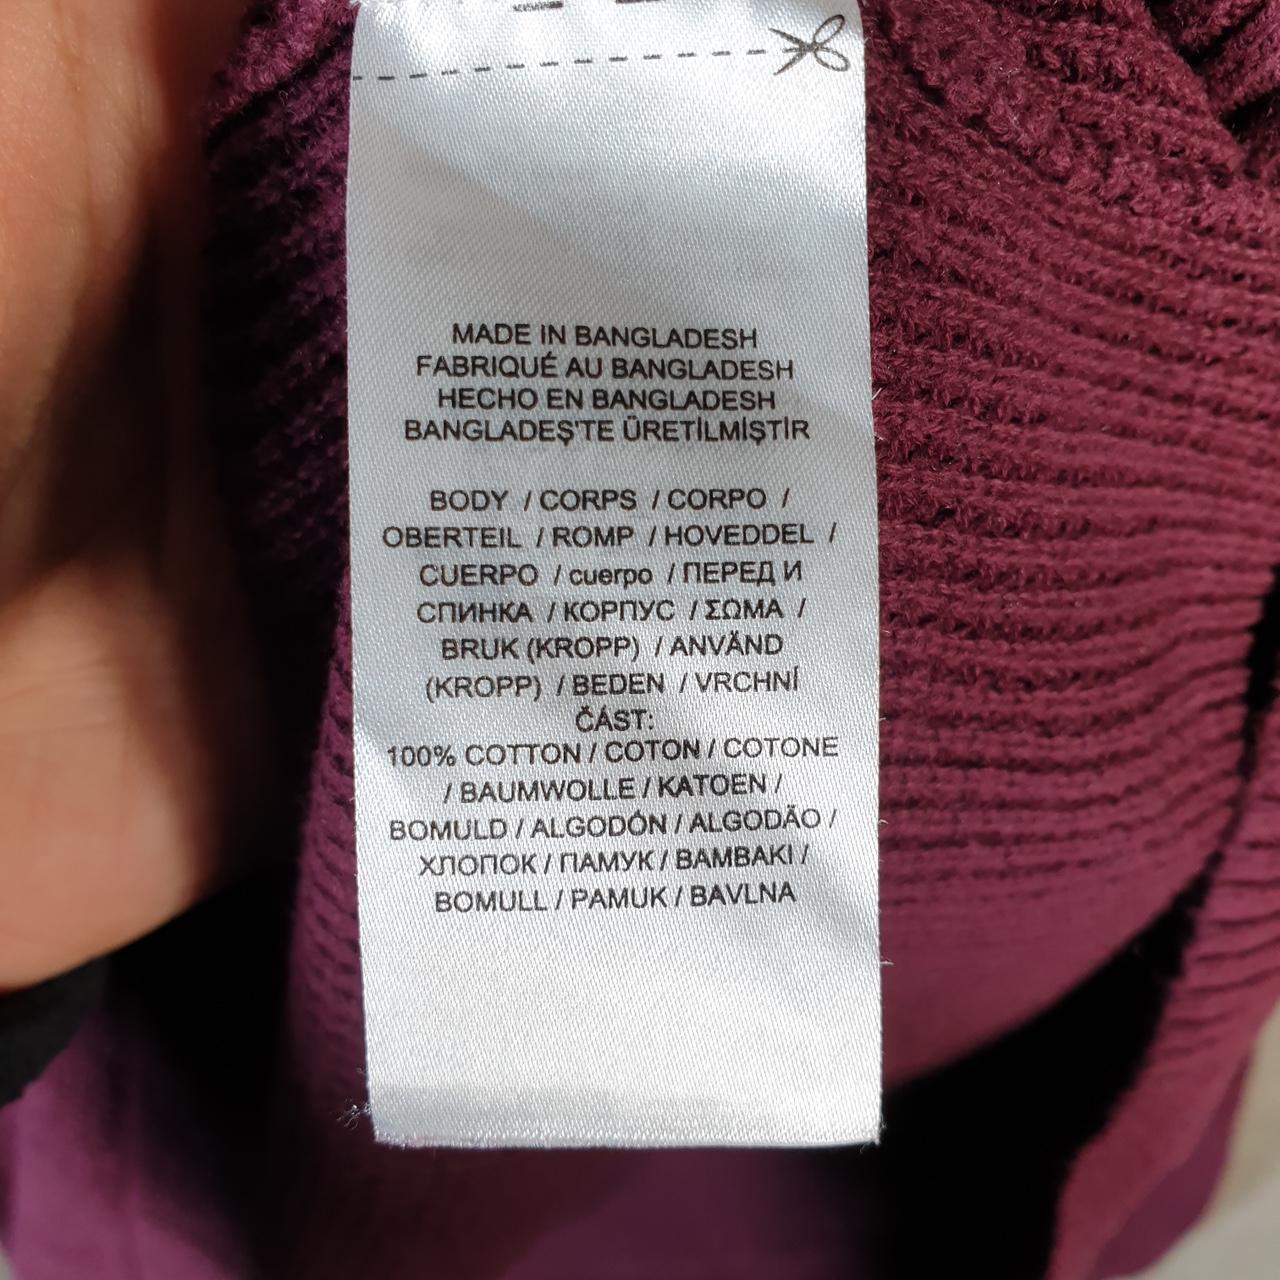 MADE IN BANGLADESH
FABRIQUÉ AU BANGLADESH
HECHO EN BANGLADESH
BANGLADEŞ'TE ÜRETİLMİŞTİR
BODY / CORPS / CORPO /
OBERTEIL / ROMP / HOVEDDEL /
CUERPO / cuerpo / ПЕРЕД И
СПИНКА / КОРПУС / ΣΩΜΑ /
BRUK (KROPP) / ANVÄND
(KROPP) / BEDEN / VRCHNÍ
ČÁST:
100% COTTON / COTON / COTONE
/ BAUMWOLLE / KATOEN /
BOMULD / ALGODÓN / ALGODÃO /
ХЛОПОК / ПАМУК / ΒΑΜΒΑΚΙ /
BOMULL / PAMUK / BAVLNA